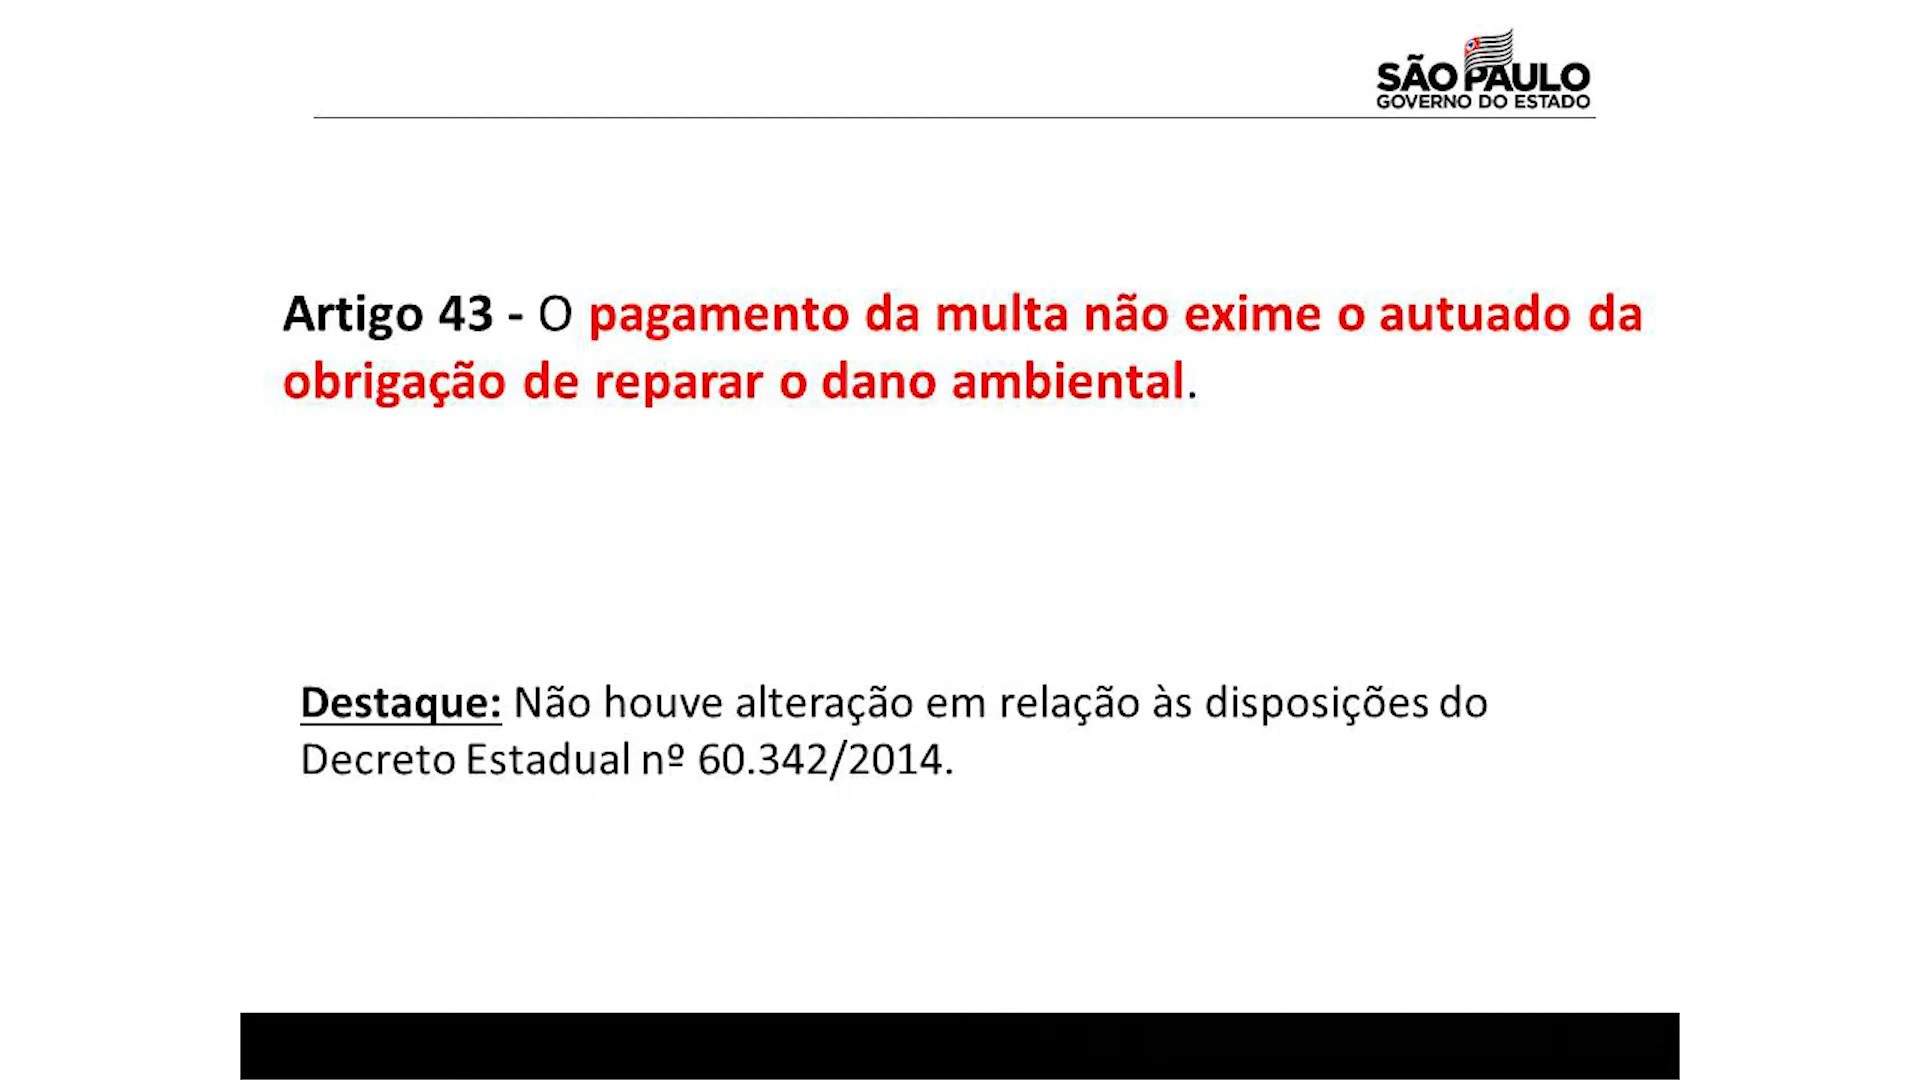 SÃO PAULO
GOVERNO DO ESTADO
Artigo 43 - O pagamento da multa não exime o autuado da
obrigação de reparar o dano ambiental.
Destaque: Não houve alteração em relação às disposições do
Decreto Estadual nº 60.342/2014.